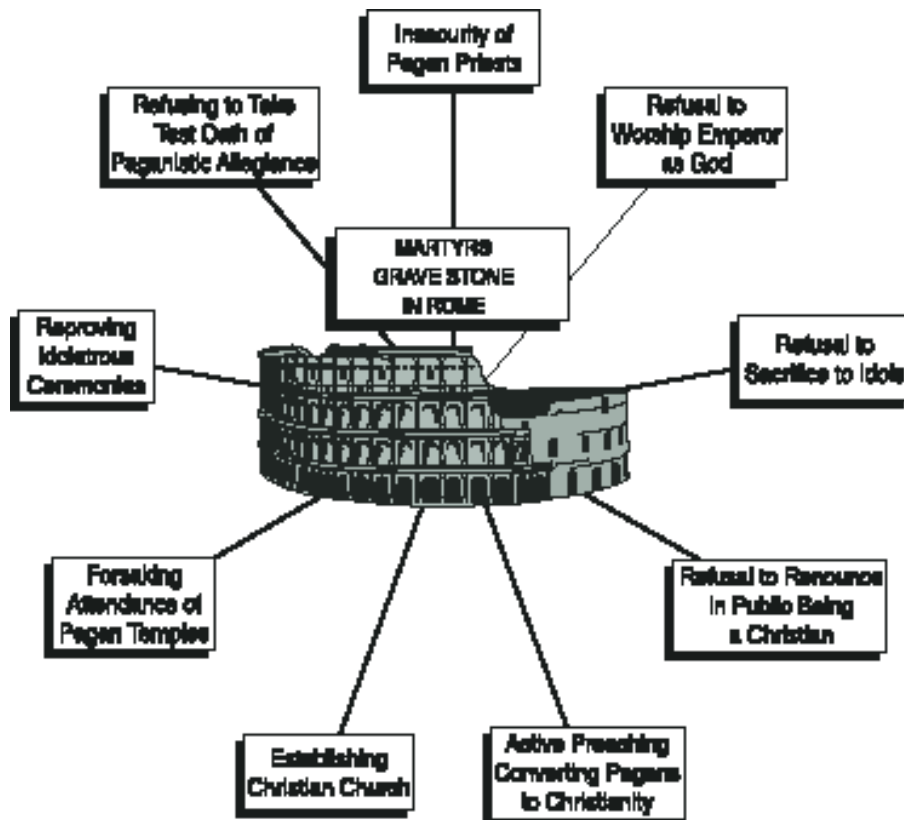 Insecurity of
Pagan Priests
Refusing to Take
Test Oath of
Paganistic Allegiance
Refusal to
Worship Emperor
as God
MARTYRS
GRAVE STONE
IN ROME
Reproving
Idolatrous
Ceremonies
Refusal to
Sacrifice to Idols
Forsaking
Attendance of
Pagan Temples
Refusal to Renounce
in Public Being
a Christian
Establishing
Christian Church
Active Preaching
Converting Pagans
to Christianity